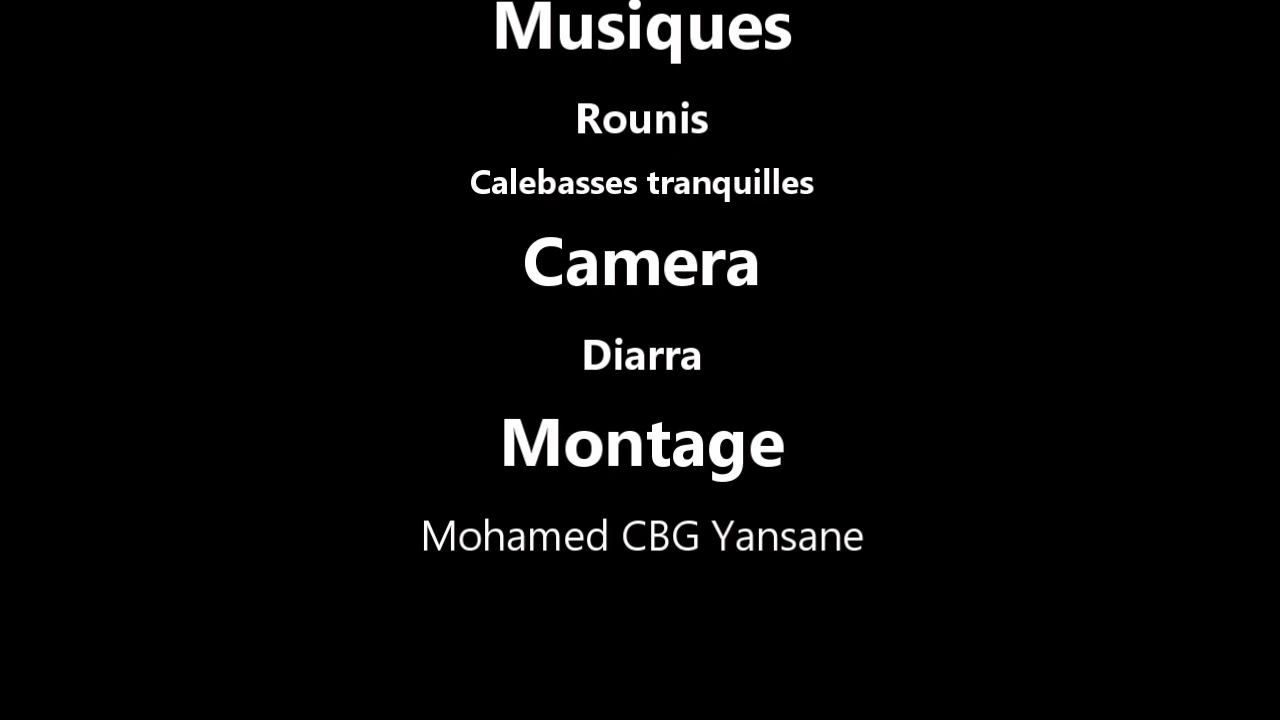 Musiques
Rounis
Calebasses tranquilles
Camera
Diarra
Montage
Mohamed CBG Yansane